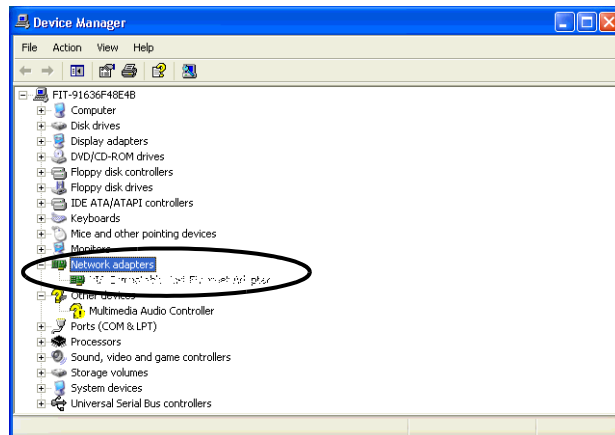 Device Manager
File Action View Help
FIT-91636F48E4B
Computer
Disk drives
Display adapters
DVD/CD-ROM drives
Floppy disk controllers
Floppy disk drives
IDE ATA/ATAPI controllers
Keyboards
Mice and other pointing devices
Monitors
Network adapters
Other devices
Multimedia Audio Controller
Ports (COM & LPT)
Processors
Sound, video and game controllers
Storage volumes
System devices
Universal Serial Bus controllers